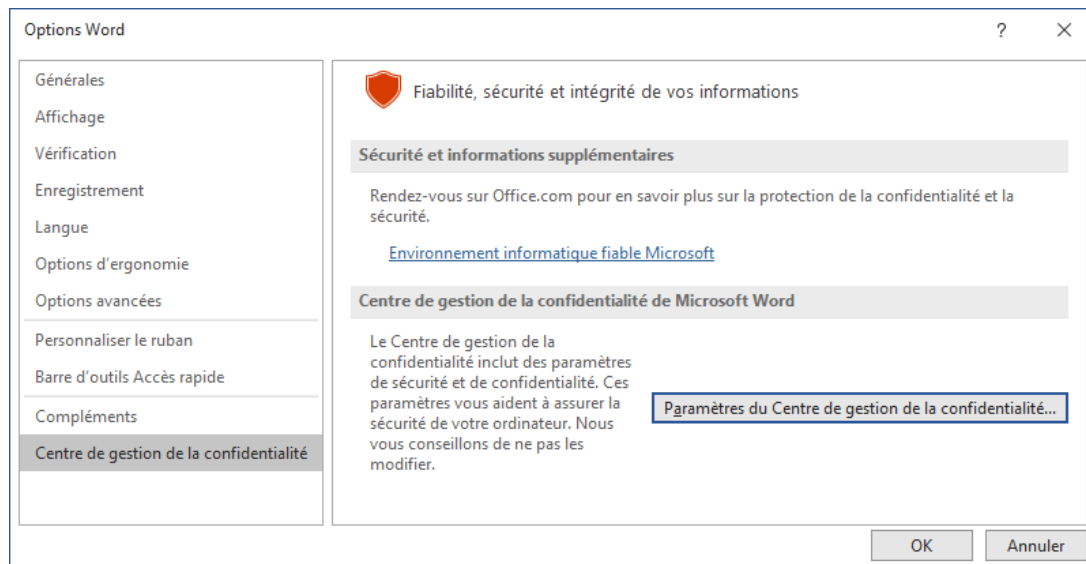 Options Word
?
Générales
Affichage
Vérification
Enregistrement
Langue
Options d'ergonomie
Options avancées
Personnaliser le ruban
Barre d'outils Accès rapide
Compléments
Centre de gestion de la confidentialité
Fiabilité, sécurité et intégrité de vos informations
Sécurité et informations supplémentaires
Rendez-vous sur Office.com pour en savoir plus sur la protection de la confidentialité et la
sécurité.
Environnement informatique fiable Microsoft
Centre de gestion de la confidentialité de Microsoft Word
Le Centre de gestion de la
confidentialité inclut des paramètres
de sécurité et de confidentialité. Ces
paramètres vous aident à assurer la
sécurité de votre ordinateur. Nous
vous conseillons de ne pas les
modifier.
Paramètres du Centre de gestion de la confidentialité...
OK
Annuler